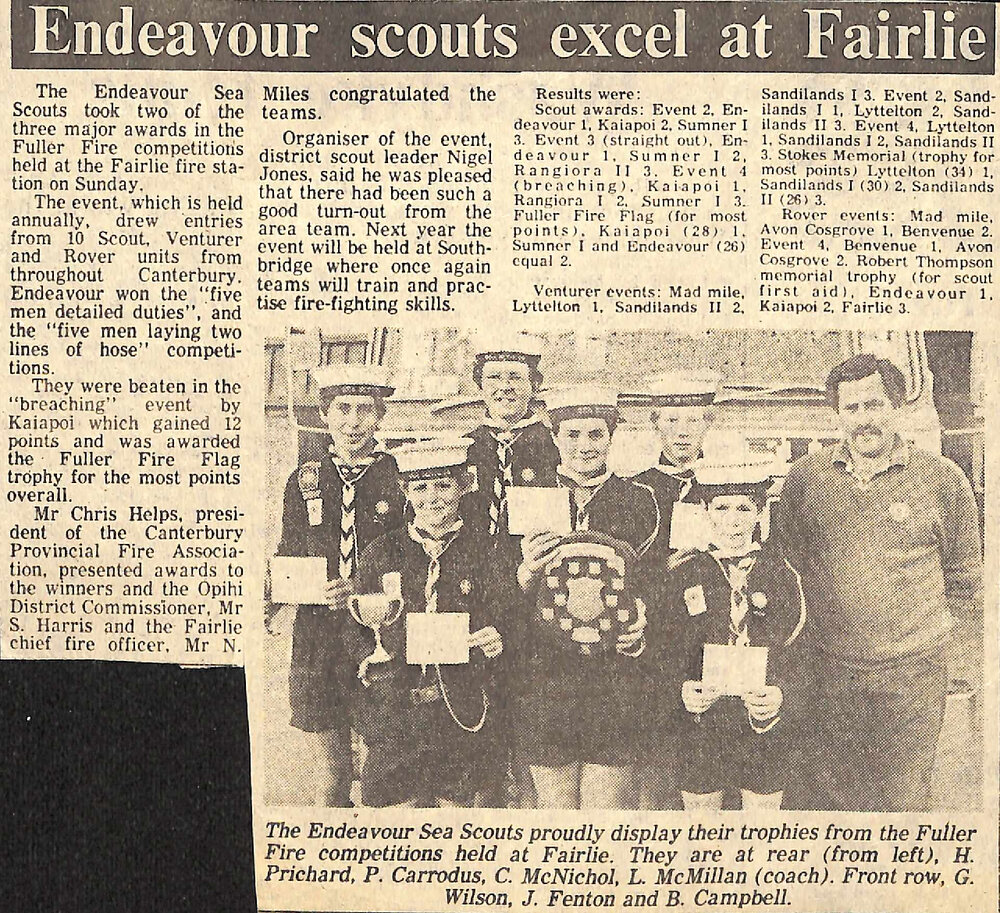 Endeavour scouts excel at Fairlie
The Endeavour Sea
Scouts took two of the
three major awards in the
Fuller Fire competitions
held at the Fairlie fire sta-
tion on Sunday.
The event, which is held
annually, drew entries
from 10 Scout, Venturer
and Rover units from
throughout Canterbury.
Endeavour won the "five
men detailed duties", and
the "five men laying two
lines of hose" competi-
tions.
They were beaten in the
"breaching" event by
Kaiapoi which gained 12
points and was awarded
the Fuller Fire Flag
trophy for the most points
overall.
Mr Chris Helps, presi-
dent of the Canterbury
Provincial Fire Associa-
tion, presented awards to
the winners and the Opihi
District Commissioner, Mr
S. Harris and the Fairlie
chief fire officer, Mr N.
Miles congratulated the
teams.
Organiser of the event,
district scout leader Nigel
Jones, said he was pleased
that there had been such a
good turn-out from the
area team. Next year the
event will be held at South-
bridge where once again
teams will train and prac-
tise fire-fighting skills.
Results were:
Scout awards: Event 2, En-
deavour 1, Kaiapoi 2, Sumner I
3. Event 3 (straight out), En-
deavour 1, Sumner I 2,
Rangiora II 3. Event 4
(breaching), Kaiapoi 1,
Rangiora I 2, Sumner I 3.
Fuller Fire Flag (for most
points), Kaiapoi (28) 1,
Sumner I and Endeavour (26)
equal 2.
Venturer events: Mad mile,
Lyttelton 1, Sandilands II 2,
Sandilands I 3. Event 2, Sand-
ilands I 1, Lyttelton 2, Sand-
ilands II 3. Event 4, Lyttelton
1, Sandilands I 2, Sandilands II
3. Stokes Memorial (trophy for
most points) Lyttelton (34) 1,
Sandilands I (30) 2, Sandilands
II (26) 3.
Rover events: Mad mile,
Avon Cosgrove 1, Benvenue 2.
Event 4, Benvenue 1, Avon
Cosgrove 2. Robert Thompson
memorial trophy (for scout
first aid), Endeavour 1,
Kaiapoi 2, Fairlie 3.
The Endeavour Sea Scouts proudly display their trophies from the Fuller
Fire competitions held at Fairlie. They are at rear (from left), H.
Prichard, P. Carrodus, C. McNichol, L. McMillan (coach). Front row, G.
Wilson, J. Fenton and B. Campbell.